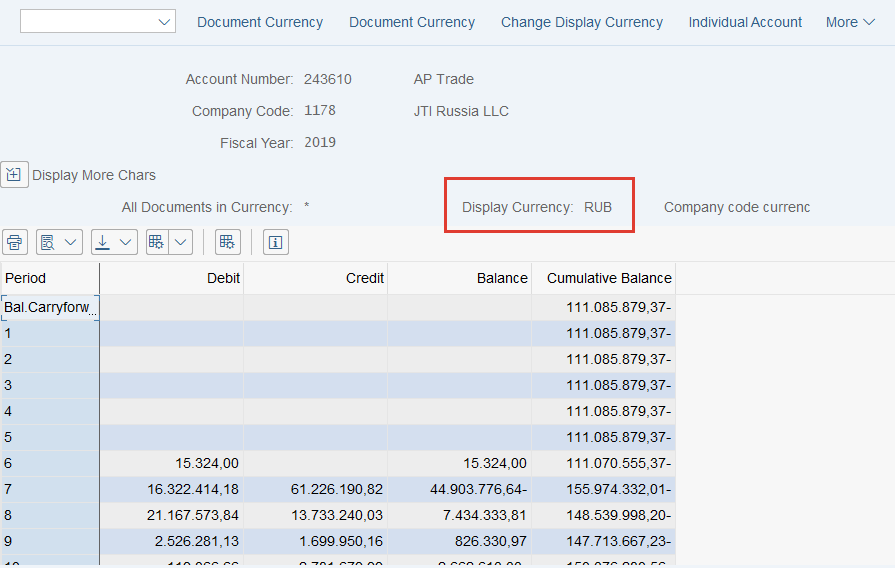 Document Currency Document Currency Change Display Currency Individual Account More
Account Number: 243610 AP Trade
Company Code: 1178 JTI Russia LLC
Fiscal Year: 2019
Display More Chars
All Documents in Currency: * Display Currency: RUB Company code currenc
Period Debit Credit Balance Cumulative Balance
Bal.Carryforw... 111.085.879,37-
1 111.085.879,37-
2 111.085.879,37-
3 111.085.879,37-
4 111.085.879,37-
5 111.085.879,37-
6 15.324,00 15.324,00 111.070.555,37-
7 16.322.414,18 61.226.190,82 44.903.776,64- 155.974.332,01-
8 21.167.573,84 13.733.240,03 7.434.333,81 148.539.998,20-
9 2.526.281,13 1.699.950,16 826.330,97 147.713.667,23-
10